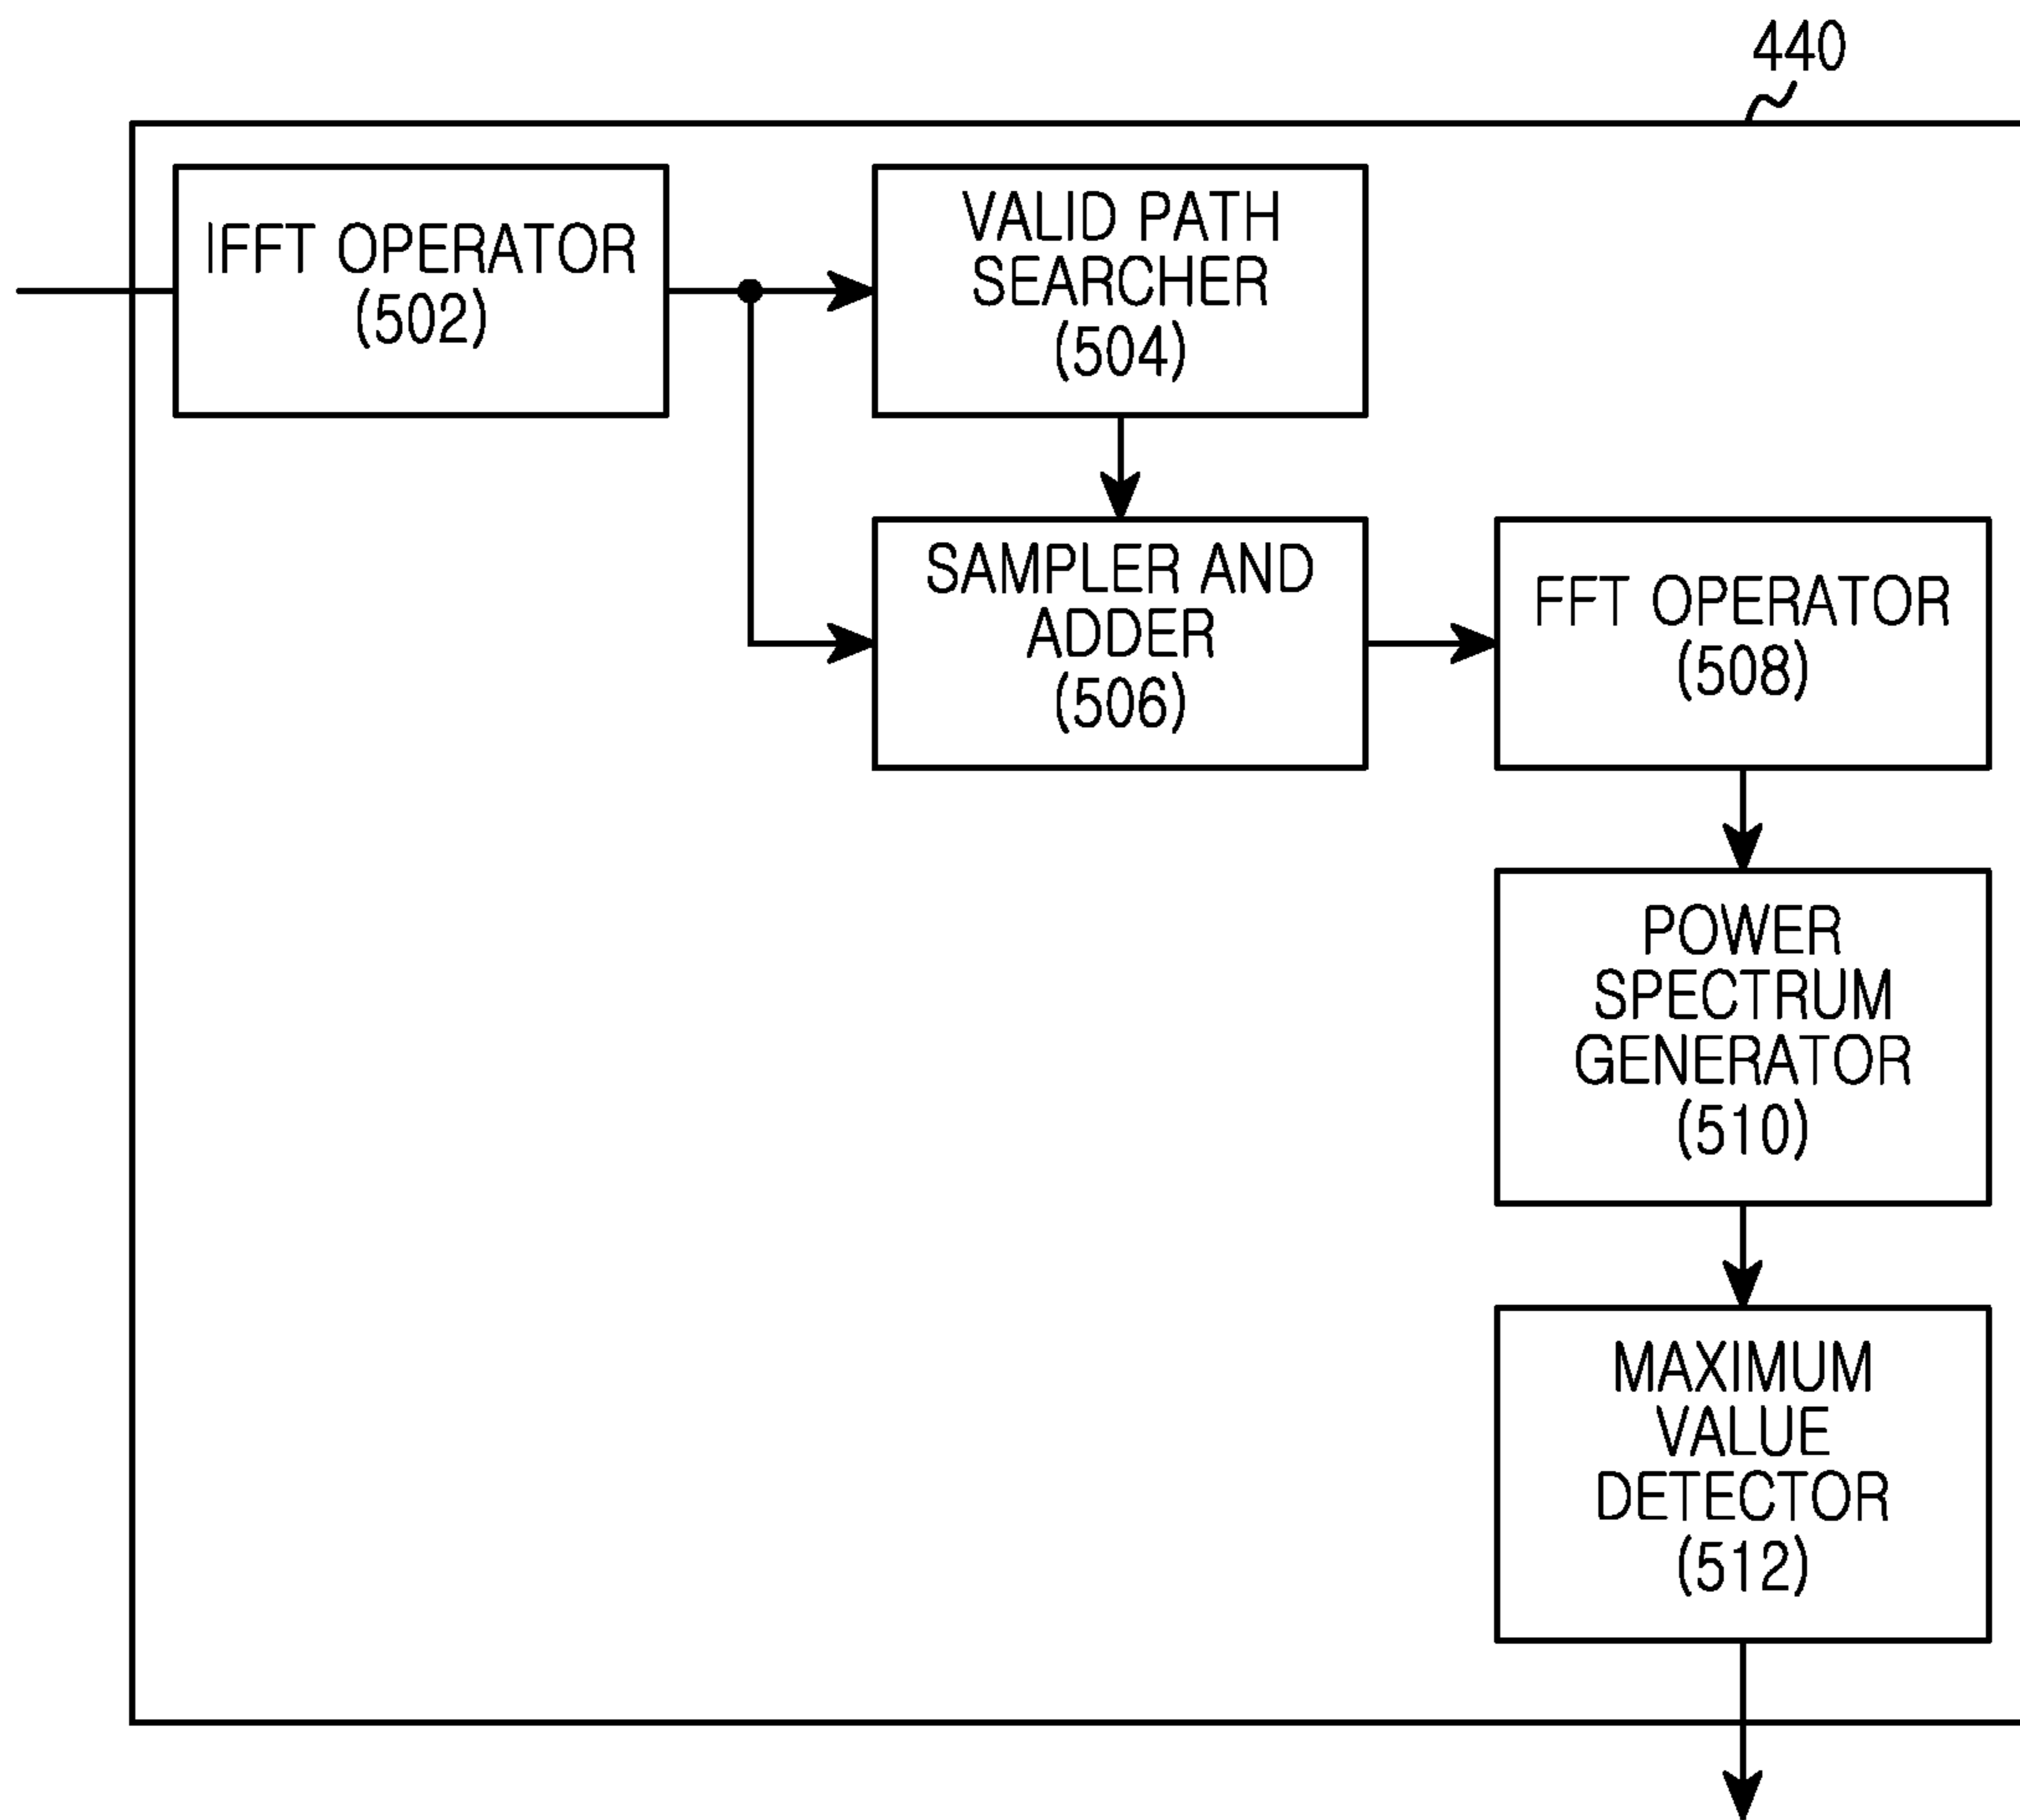 440
IFFT OPERATOR
(502)
VALID PATH
SEARCHER
(504)
SAMPLER AND
ADDER
(506)
FFT OPERATOR
(508)
POWER
SPECTRUM
GENERATOR
(510)
MAXIMUM
VALUE
DETECTOR
(512)